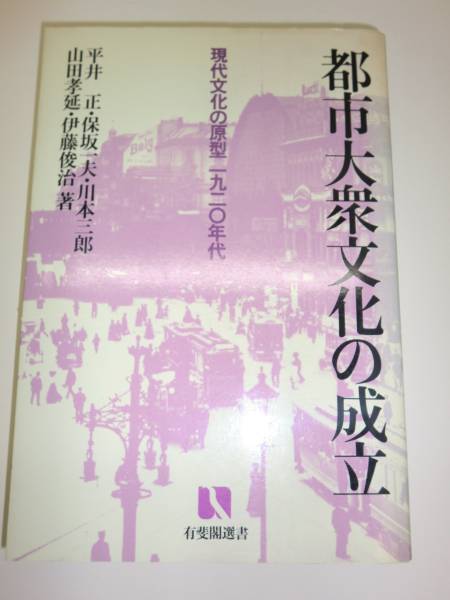 都市大衆文化の成立
現代文化の原型一九二〇年代
平井 正・保坂一夫・川本三郎
山田孝延・伊藤俊治 著
有斐閣選書